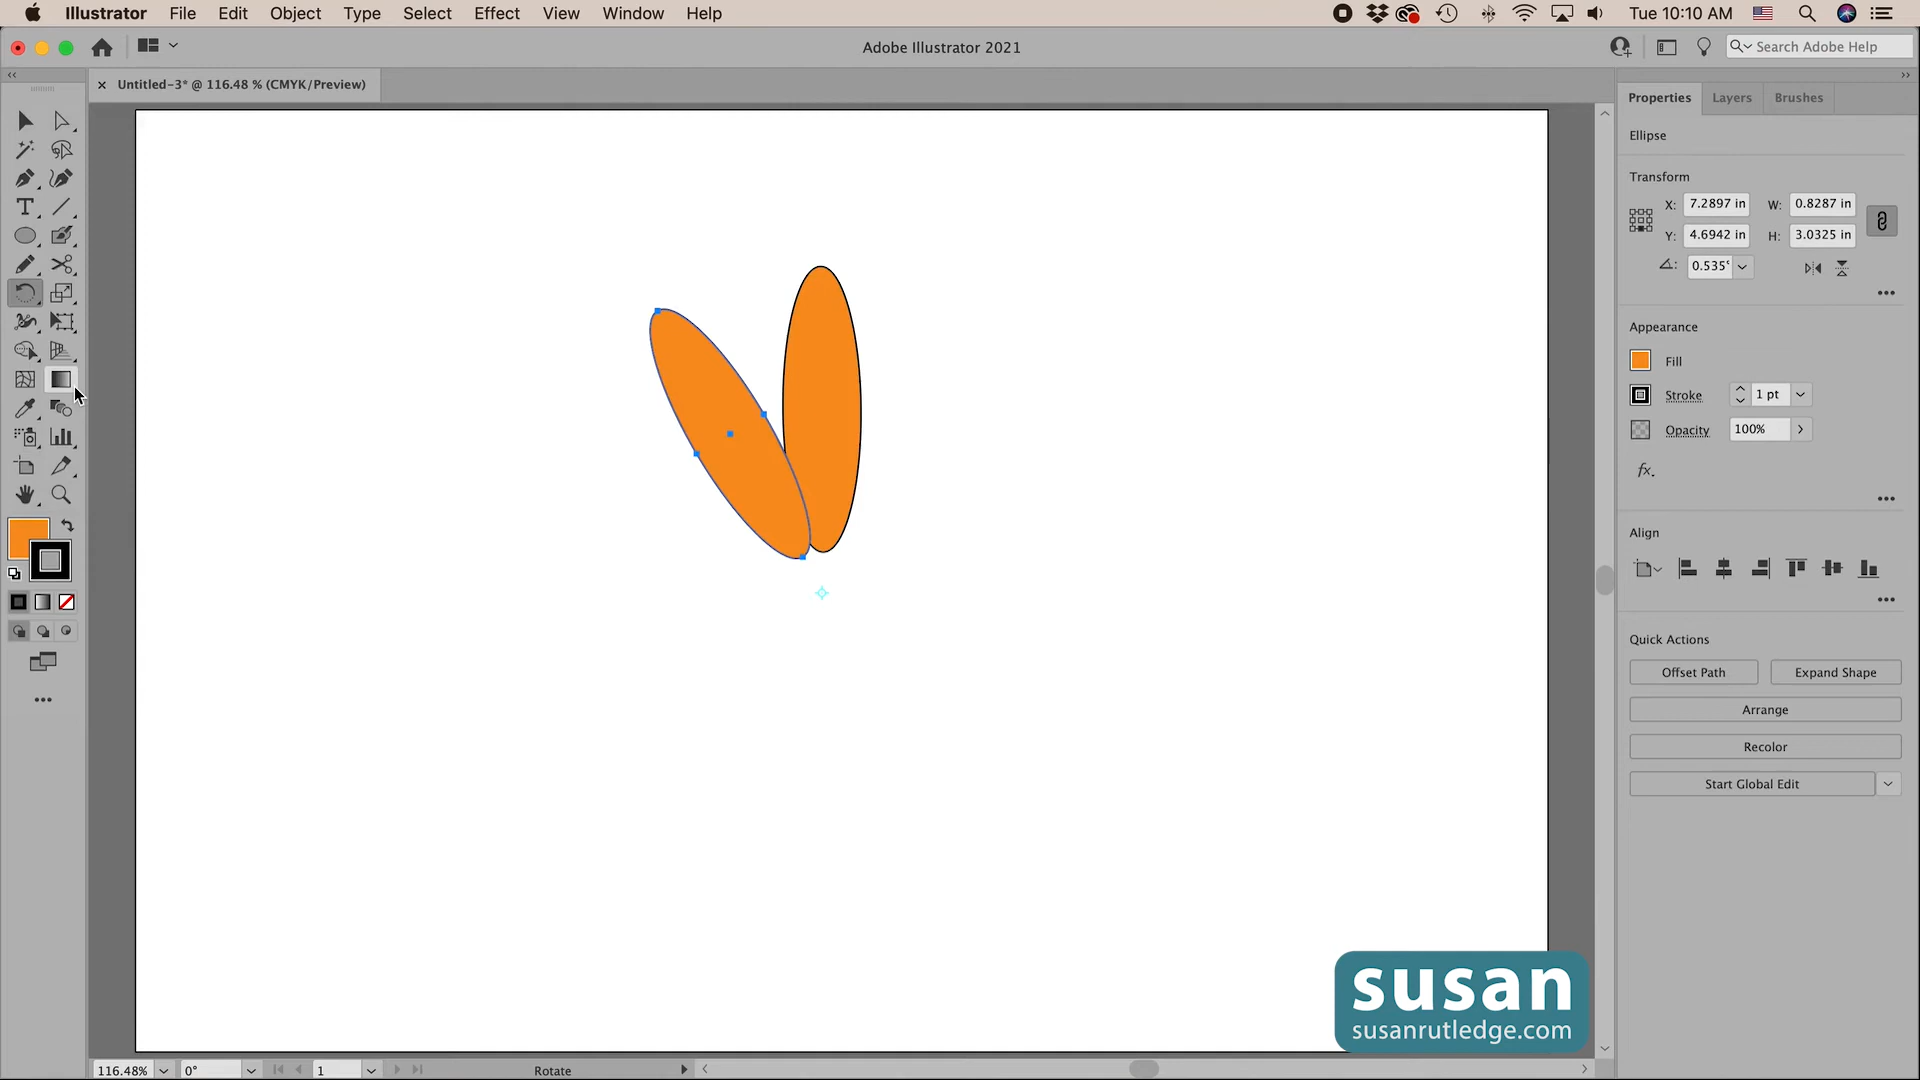 Illustrator File Edit Object Type Select Effect View Window Help Tue 10:10 AM
Adobe Illustrator 2021 Search Adobe Help
Untitled-3* @ 116.48 % (CMYK/Preview)
Properties Layers Brushes
Ellipse
Transform
X: 7.2897 in W: 0.8287 in
Y: 4.6942 in H: 3.0325 in
0.535°
Appearance
Fill
Stroke 1 pt
Opacity 100%
fx.
Align
Quick Actions
Offset Path Expand Shape
Arrange
Recolor
Start Global Edit
susan
susanrutledge.com
116.48% 0° 1 Rotate